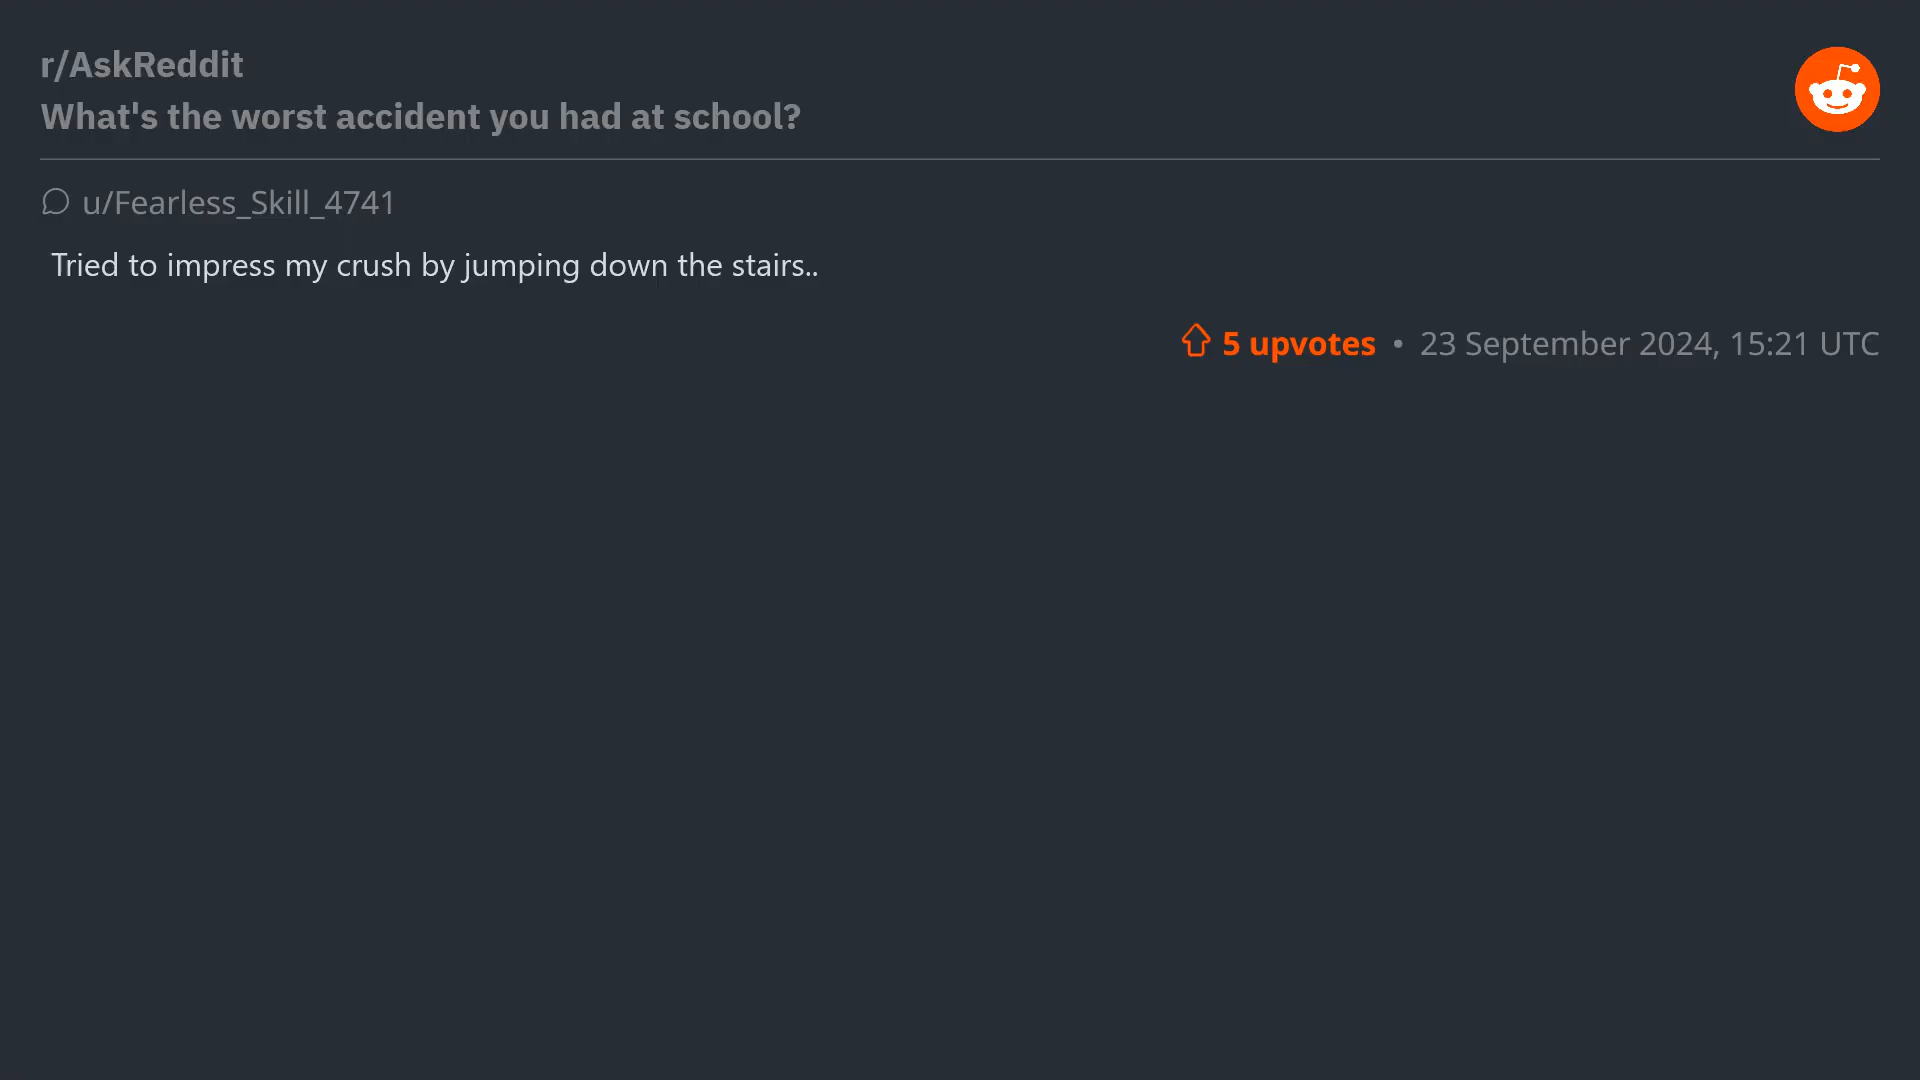 r/AskReddit
What's the worst accident you had at school?
u/Fearless_Skill_4741
Tried to impress my crush by jumping down the stairs..
5 upvotes • 23 September 2024, 15:21 UTC